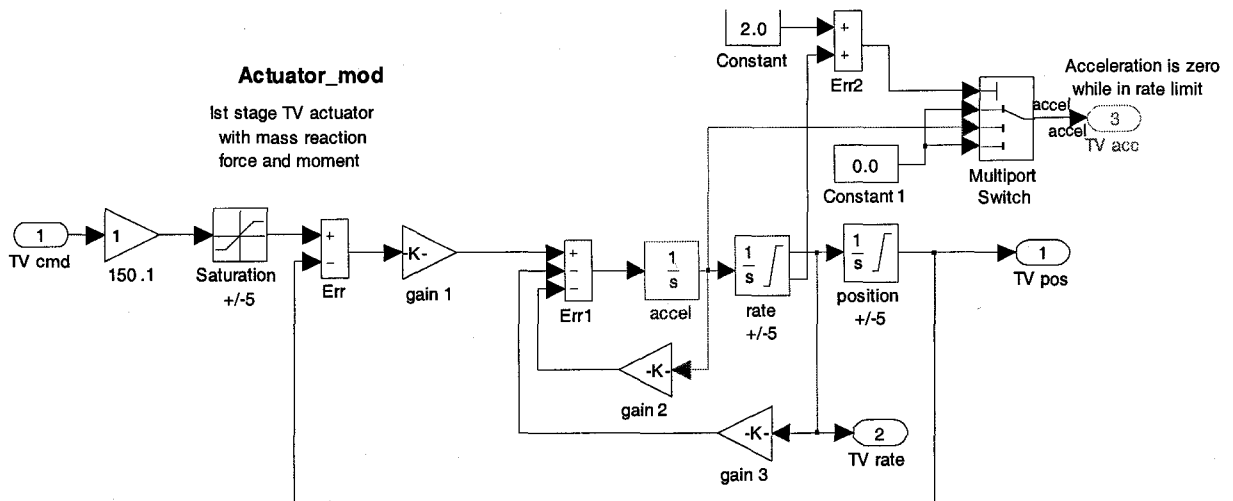 2.0
+
+
Constant
Err2
Actuator_mod
Ist stage TV actuator
with mass reaction
force and moment
Acceleration is zero
while in rate limit
accel
accel
3
TV acc
0.0
Constant 1
Multiport
Switch
1
TV cmd
1
150 .1
Saturation
+/-5
+
−
Err
-K-
gain 1
+
−
−
Err1
1
s
accel
1
s
rate
+/-5
1
s
position
+/-5
1
TV pos
-K-
gain 2
-K-
gain 3
2
TV rate